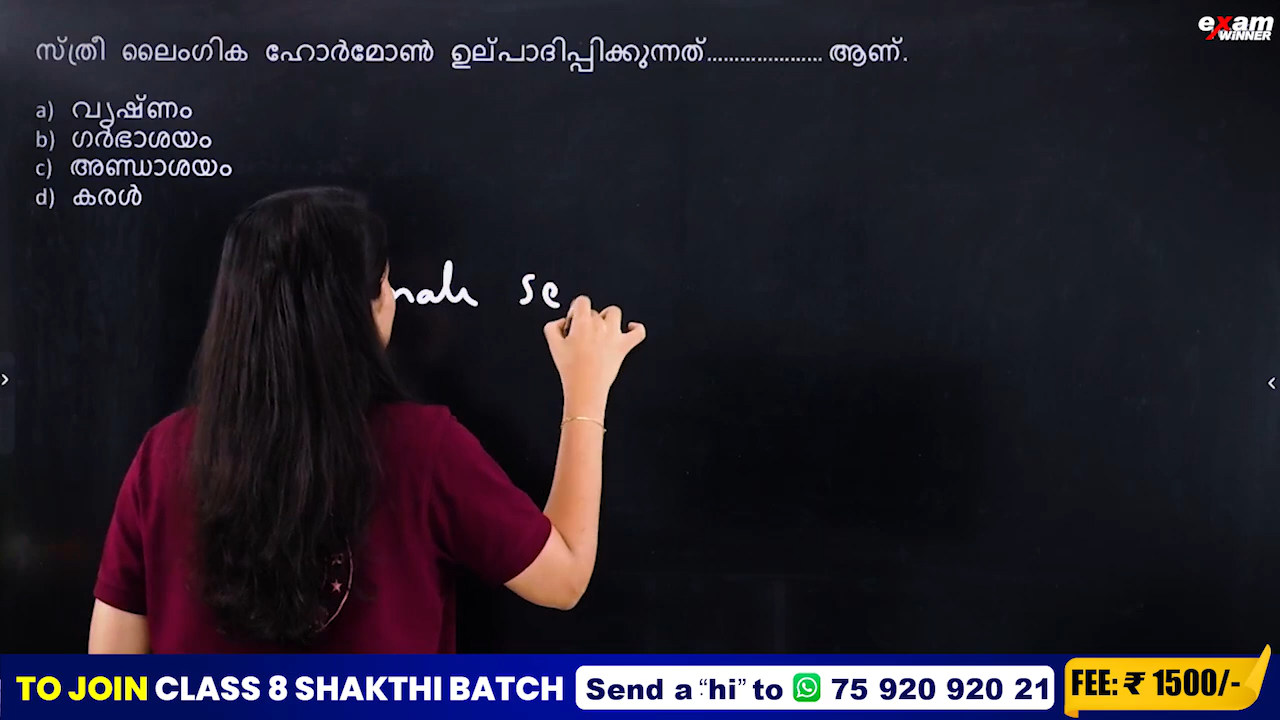 exam
WINNER
സ്ത്രീ ലൈംഗിക ഹോർമോൺ ഉല്പാദിപ്പിക്കുന്നത്..................... ആണ്.
a) വൃഷ്ണം
b) ഗർഭാശയം
c) അണ്ഡാശയം
d) കരൾ
se
TO JOIN CLASS 8 SHAKTHI BATCH Send a “hi” to 75 920 920 21 FEE: ₹ 1500/-